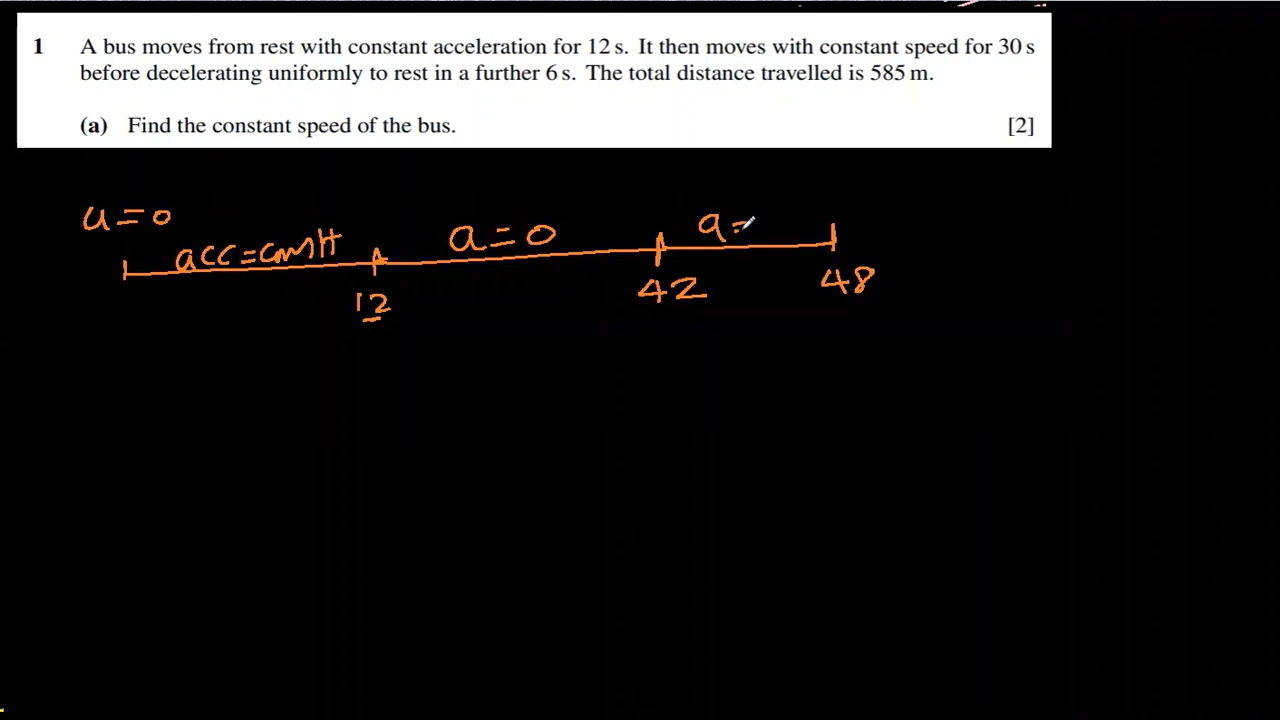 1 A bus moves from rest with constant acceleration for 12 s. It then moves with constant speed for 30 s
before decelerating uniformly to rest in a further 6 s. The total distance travelled is 585 m.
(a) Find the constant speed of the bus. [2]
u=0
acc=const a=0 a=
12 42 48